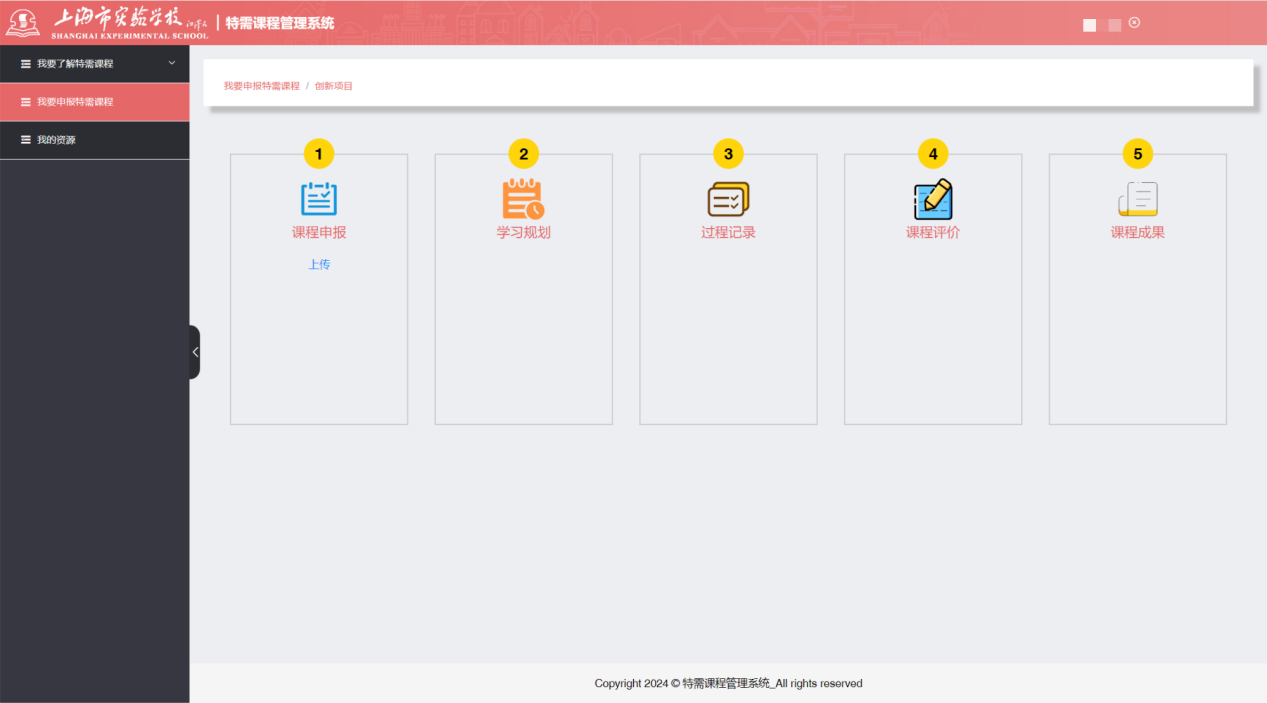 上海市实验学校
SHANGHAI EXPERIMENTAL SCHOOL
特需课程管理系统
我要了解特需课程
我要申报特需课程
我的资源
我要申报特需课程 / 创新项目
1
课程申报
上传
2
学习规划
3
过程记录
4
课程评价
5
课程成果
Copyright 2024 © 特需课程管理系统_All rights reserved